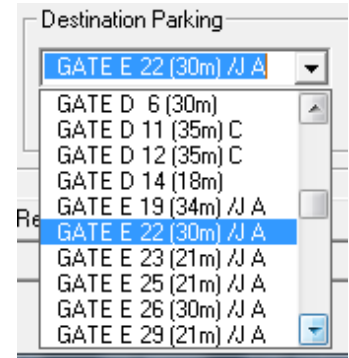 Destination Parking
GATE E 22 (30m) /J A
GATE D  6 (30m)
GATE D 11 (35m) C
GATE D 12 (35m) C
GATE D 14 (18m)
GATE E 19 (34m) /J A
Re
GATE E 22 (30m) /J A
GATE E 23 (21m) /J A
GATE E 25 (21m) /J A
GATE E 26 (30m) /J A
GATE E 29 (21m) /J A